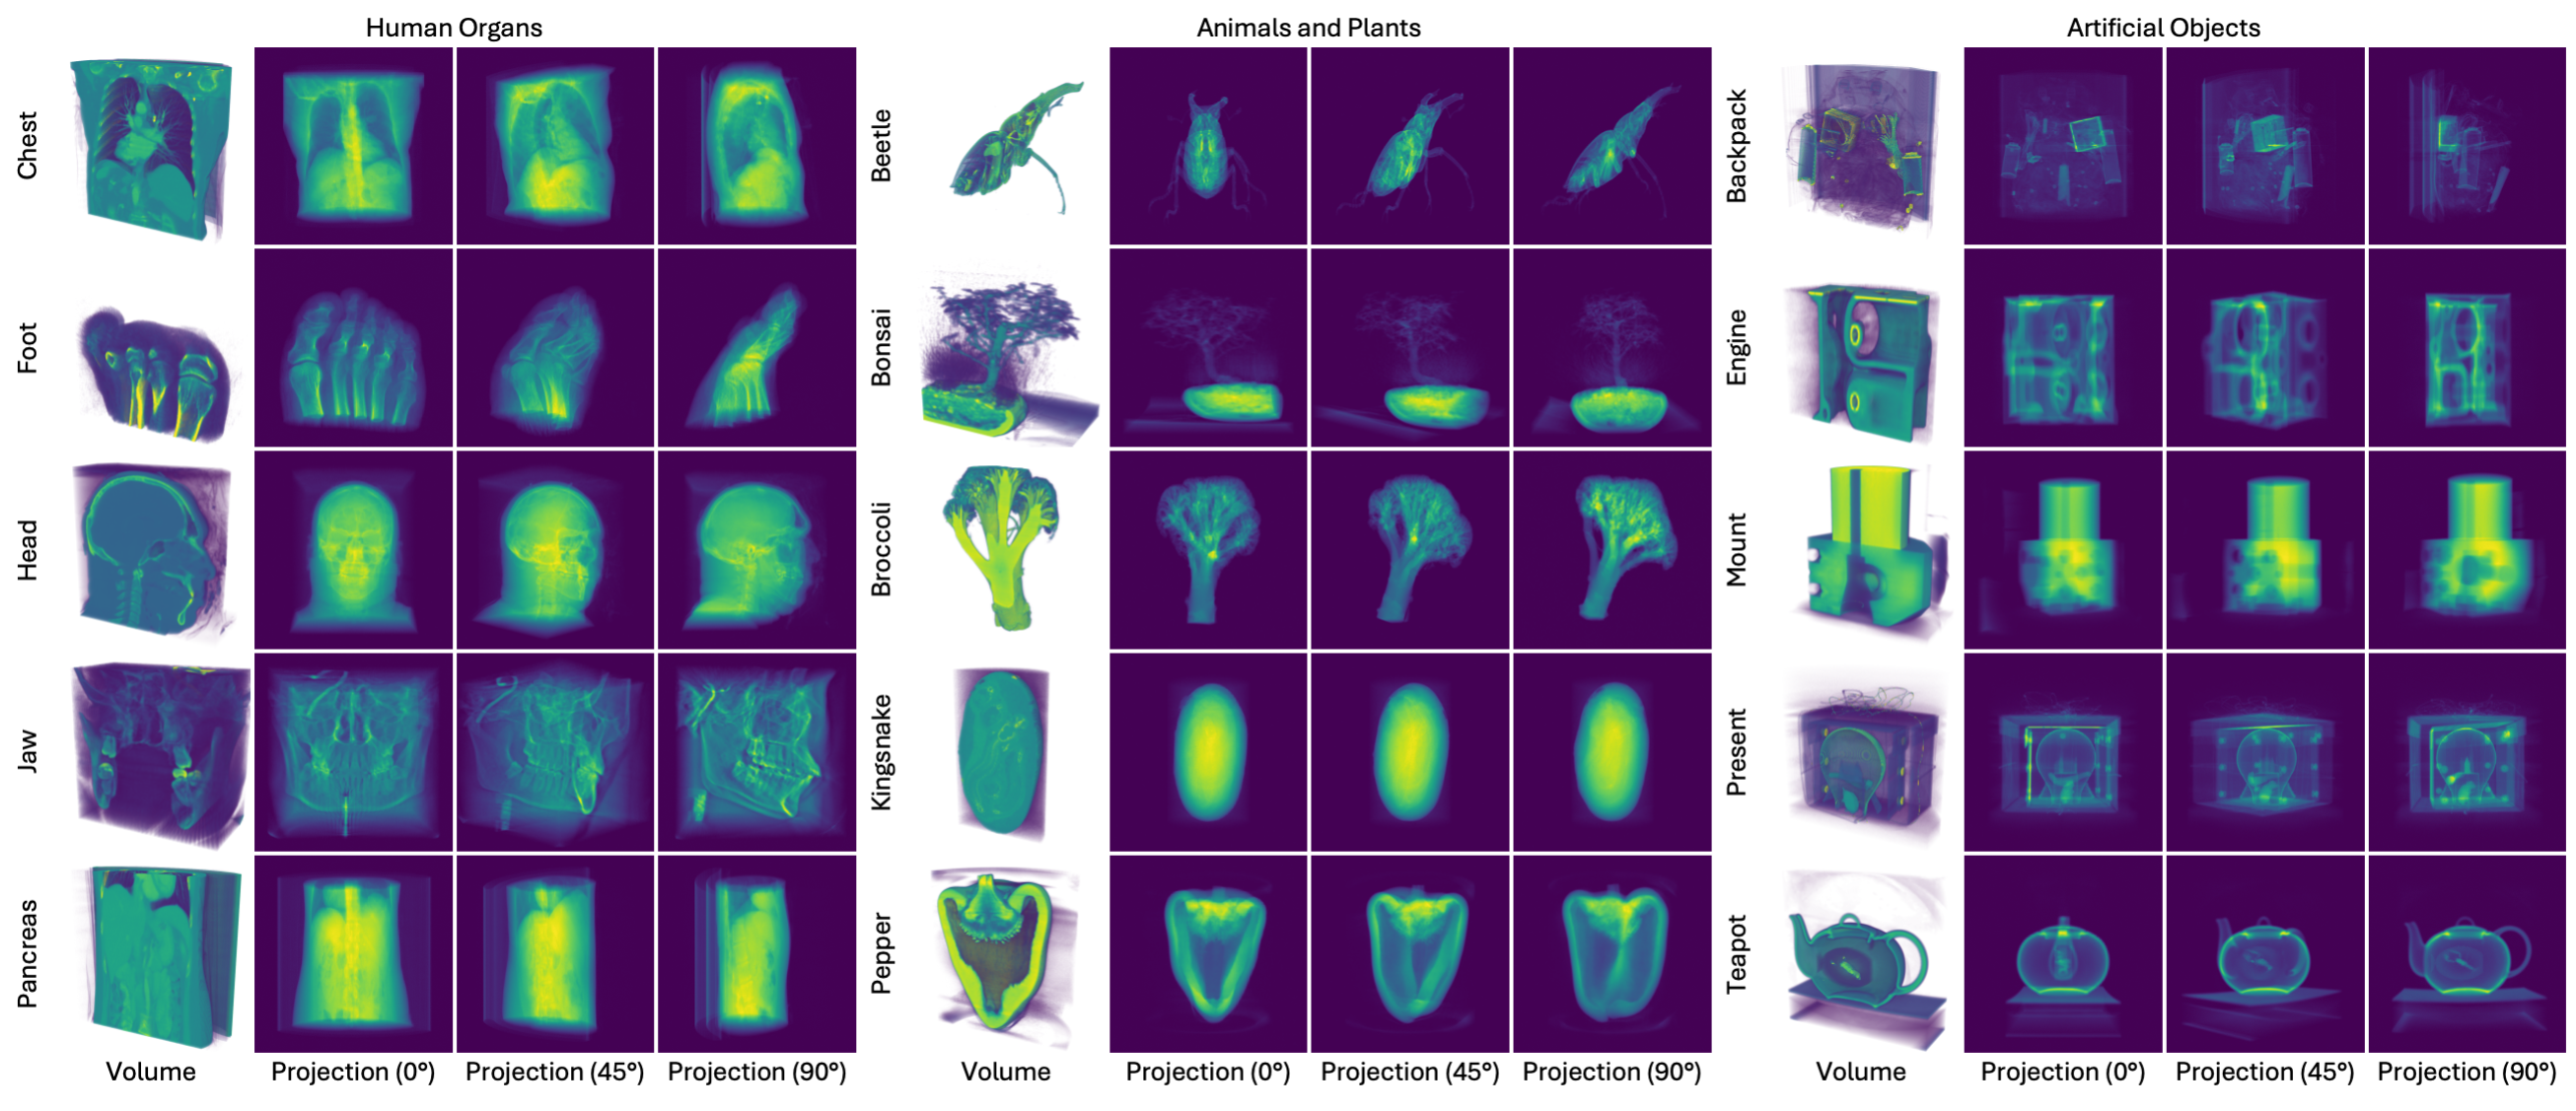 Human Organs
Animals and Plants
Artificial Objects
Chest
Beetle
Backpack
Foot
Bonsai
Engine
Head
Broccoli
Mount
Jaw
Kingsnake
Present
Pancreas
Pepper
Teapot
Volume Projection (0°) Projection (45°) Projection (90°) Volume Projection (0°) Projection (45°) Projection (90°) Volume Projection (0°) Projection (45°) Projection (90°)